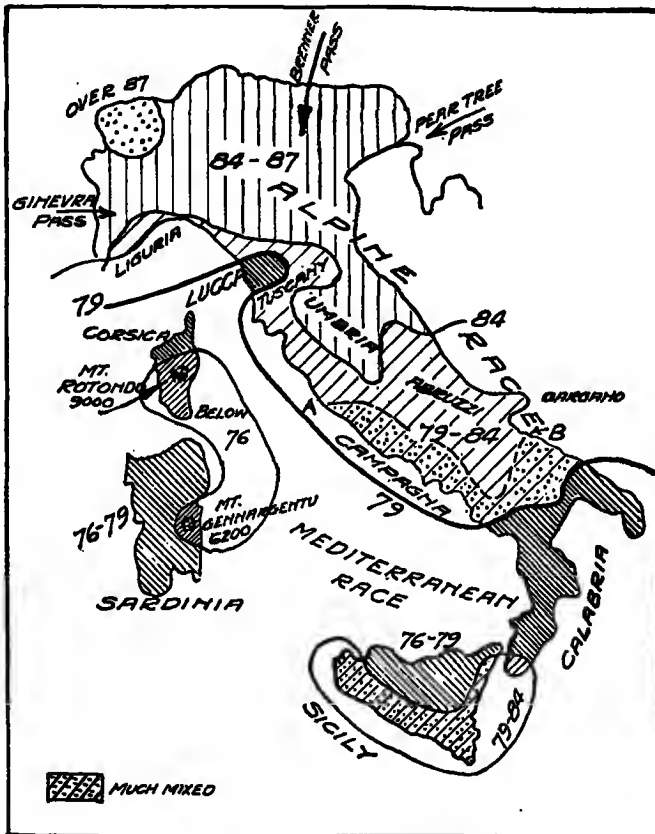 BRENNER
PASS
OVER 87
PEAR TREE
PASS
84-87
ALPINE
RACE
GINEVRA
PASS
LIGURIA
79
LUCCA
TUSCANY
UMBRIA
84
CORSICA
MT.
ROTONDO
9000
BELOW
76
ABRUZZI
GARGANO
79-84
CAMPAGNA
79
76-79
MT.
GENNARGENTU
6200
SARDINIA
MEDITERRANEAN
RACE
CALABRIA
76-79
79-84
SICILY
MUCH MIXED